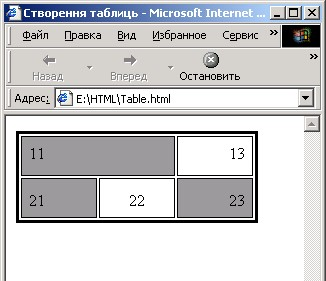 Створення таблиць - Microsoft Internet ...
Файл Правка Вид Избранное Сервис »
Назад Вперед Остановить »
Адрес: E:\HTML\Table.html
11 13
21 22 23